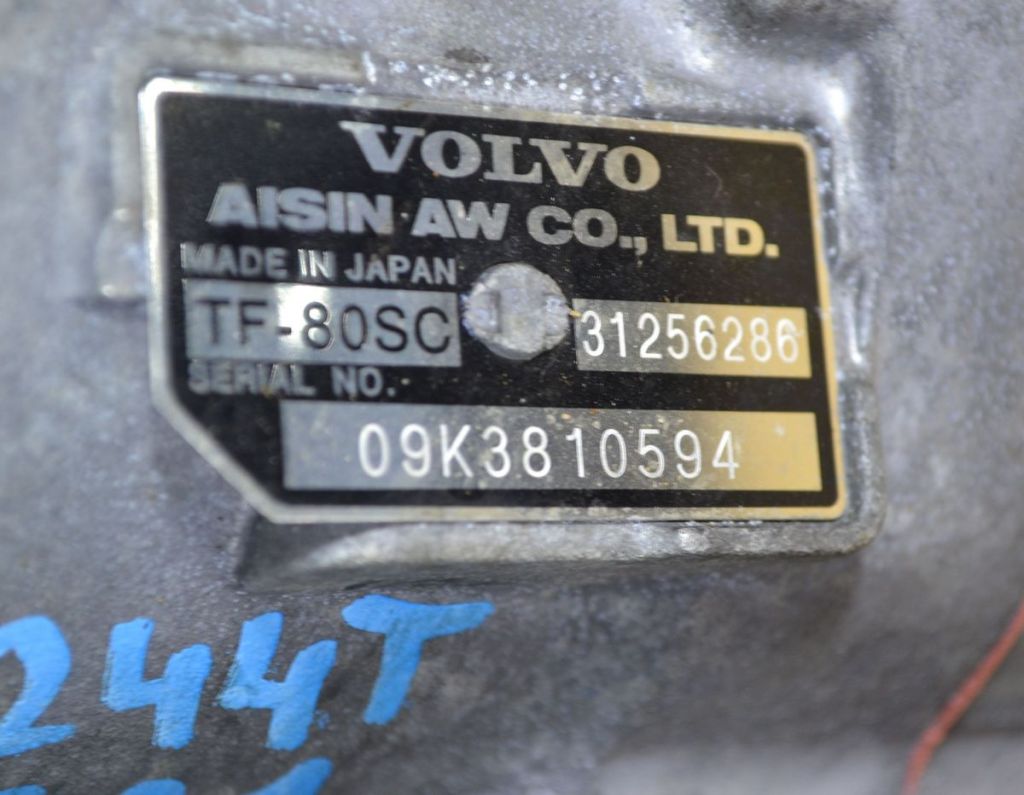 VOLVO
AISIN AW CO., LTD.
MADE IN JAPAN
TF-80SC 31256286
SERIAL NO.
09K3810594
244T